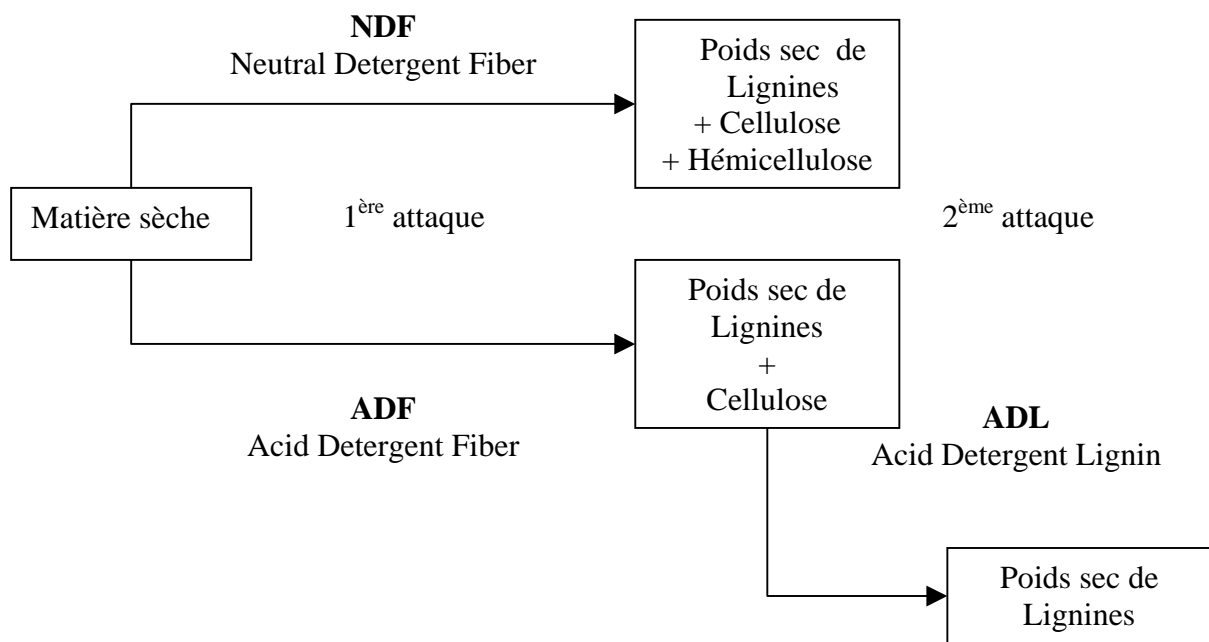 NDF
Neutral Detergent Fiber
Poids sec de
Lignines
+ Cellulose
+ Hémicellulose
Matière sèche
1ère attaque
2ème attaque
Poids sec de
Lignines
+
Cellulose
ADF
Acid Detergent Fiber
ADL
Acid Detergent Lignin
Poids sec de
Lignines